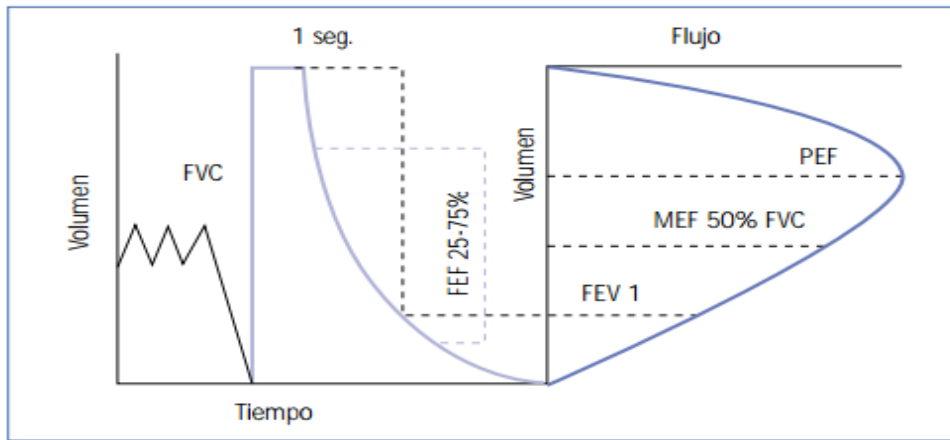 1 seg.
Flujo
Volumen
FVC
FEF 25-75%
Volumen
PEF
MEF 50% FVC
FEV 1
Tiempo